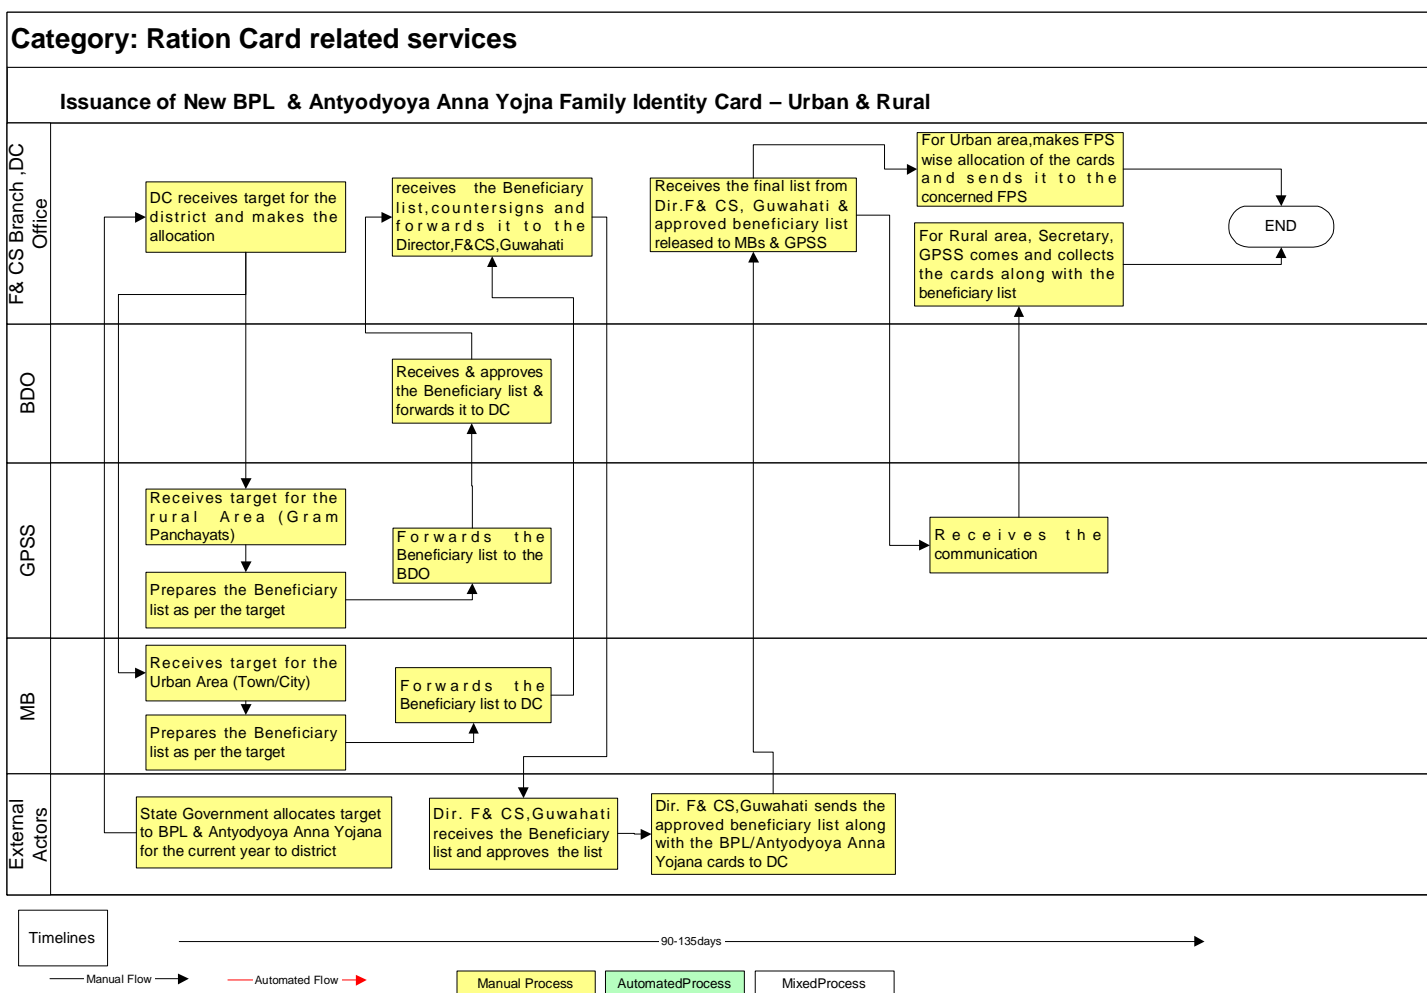 Category: Ration Card related services
Issuance of New BPL & Antyodyoya Anna Yojna Family Identity Card – Urban & Rural
F& CS Branch ,DC
Office
DC receives target for the
district and makes the
allocation
receives the Beneficiary
list,countersigns and
forwards it to the
Director,F&CS,Guwahati
Receives the final list from
Dir.F& CS, Guwahati &
approved beneficiary list
released to MBs & GPSS
For Urban area,makes FPS
wise allocation of the cards
and sends it to the
concerned FPS
For Rural area, Secretary,
GPSS comes and collects
the cards along with the
beneficiary list
END
BDO
Receives & approves
the Beneficiary list &
forwards it to DC
GPSS
Receives target for the
rural Area (Gram
Panchayats)
Prepares the Beneficiary
list as per the target
Forwards the
Beneficiary list to the
BDO
Receives the
communication
MB
Receives target for the
Urban Area (Town/City)
Prepares the Beneficiary
list as per the target
Forwards the
Beneficiary list to DC
External
Actors
State Government allocates target
to BPL & Antyodyoya Anna Yojana
for the current year to district
Dir. F& CS,Guwahati
receives the Beneficiary
list and approves the list
Dir. F& CS,Guwahati sends the
approved beneficiary list along
with the BPL/Antyodyoya Anna
Yojana cards to DC
Timelines
90-135days
Manual Flow
Automated Flow
Manual Process
AutomatedProcess
MixedProcess